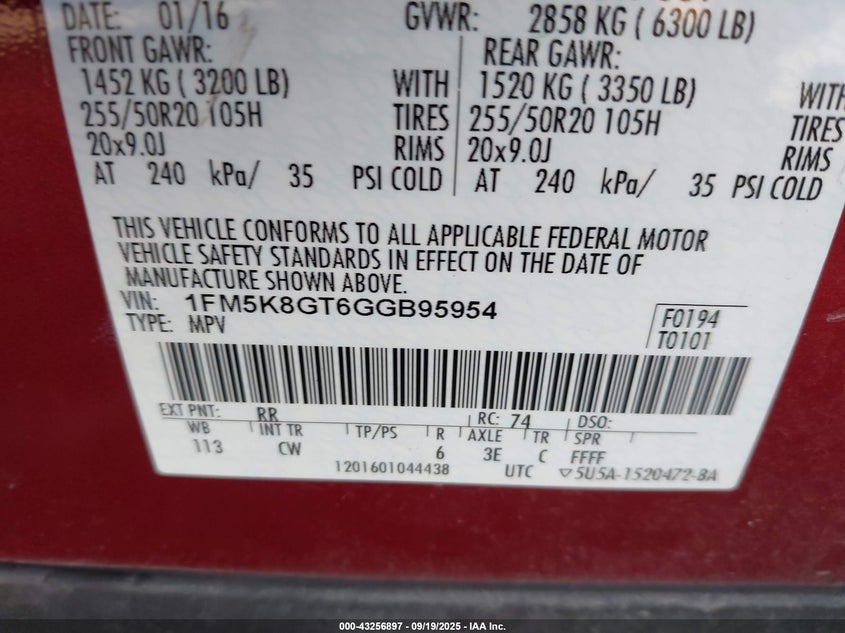 DATE: 01/16 GVWR: 2858 KG ( 6300 LB)
FRONT GAWR: REAR GAWR:
1452 KG ( 3200 LB) WITH 1520 KG ( 3350 LB) WITH
255/50R20 105H TIRES 255/50R20 105H TIRES
20x9.0J RIMS 20x9.0J RIMS
AT 240 kPa/ 35 PSI COLD AT 240 kPa/ 35 PSI COLD
THIS VEHICLE CONFORMS TO ALL APPLICABLE FEDERAL MOTOR
VEHICLE SAFETY STANDARDS IN EFFECT ON THE DATE OF
MANUFACTURE SHOWN ABOVE.
VIN: 1FM5K8GT6GGB95954
TYPE: MPV
F0194
T0101
EXT PNT: RR RC: 74 DSO:
WB INT TR TP/PS R AXLE TR SPR
113 CW 6 3E C FFFF
1201601044438 UTC ▽5U5A-1520472-BA
000-43256897 - 09/19/2025 - IAA Inc.